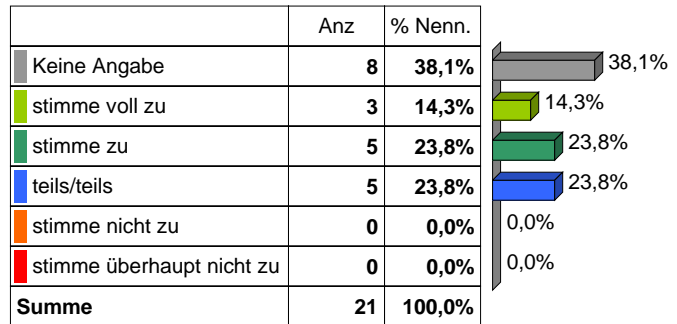 Anz % Nenn.
Keine Angabe 8 38,1% 38,1%
stimme voll zu 3 14,3% 14,3%
stimme zu 5 23,8% 23,8%
teils/teils 5 23,8% 23,8%
stimme nicht zu 0 0,0% 0,0%
stimme überhaupt nicht zu 0 0,0% 0,0%
Summe 21 100,0%